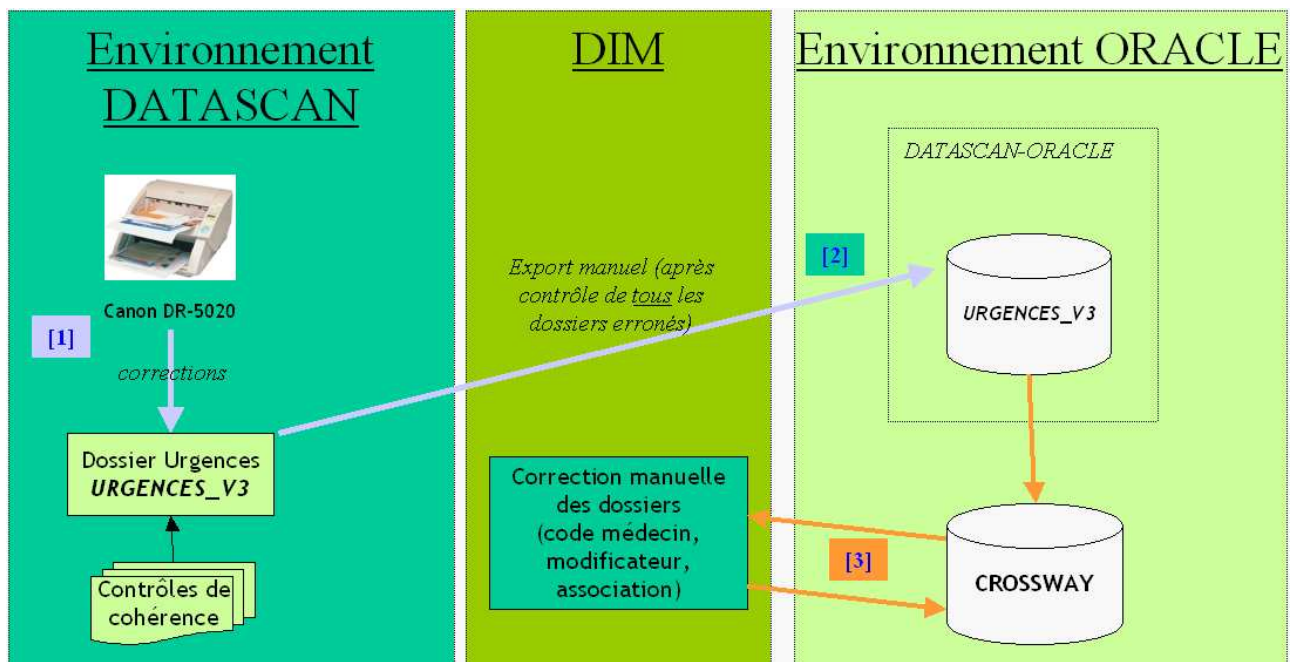 Environnement
DATASCAN
Canon DR-5020
[1]
corrections
Dossier Urgences
URGENCES_V3
Contrôles de
cohérence
DIM
Export manuel (après
contrôle de tous les
dossiers erronés)
Correction manuelle
des dossiers
(code médecin,
modificateur,
association)
Environnement ORACLE
DATASCAN-ORACLE
[2]
URGENCES_V3
[3]
CROSSWAY